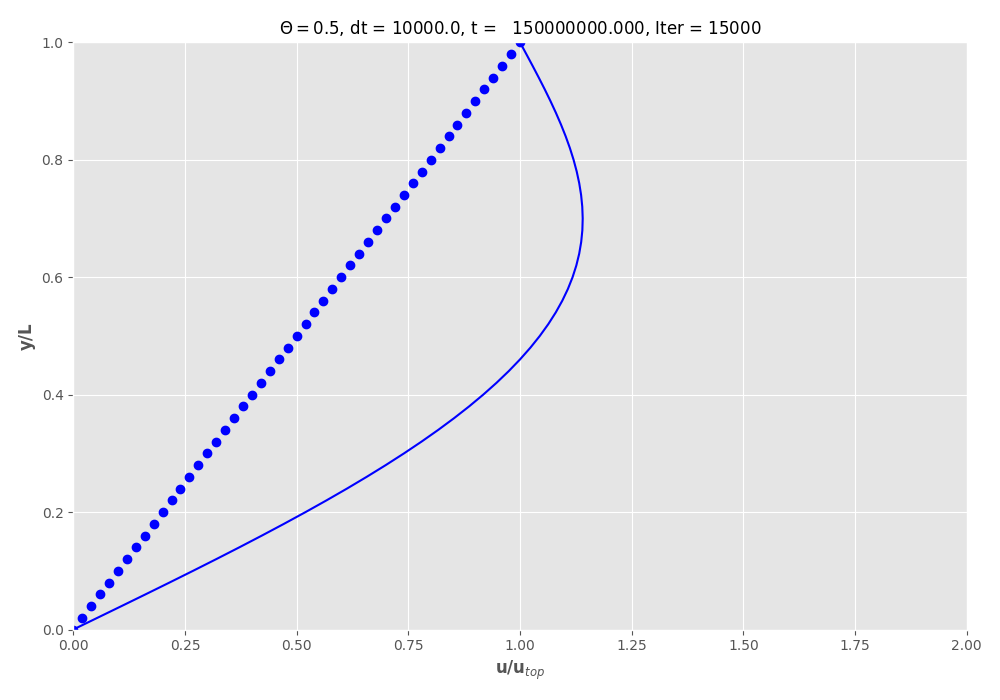 Θ = 0.5, dt = 10000.0, t =   150000000.000, Iter = 15000
1.0
0.8
0.6
0.4
0.2
0.0
y/L
0.00 0.25 0.50 0.75 1.00 1.25 1.50 1.75 2.00
u/u_top